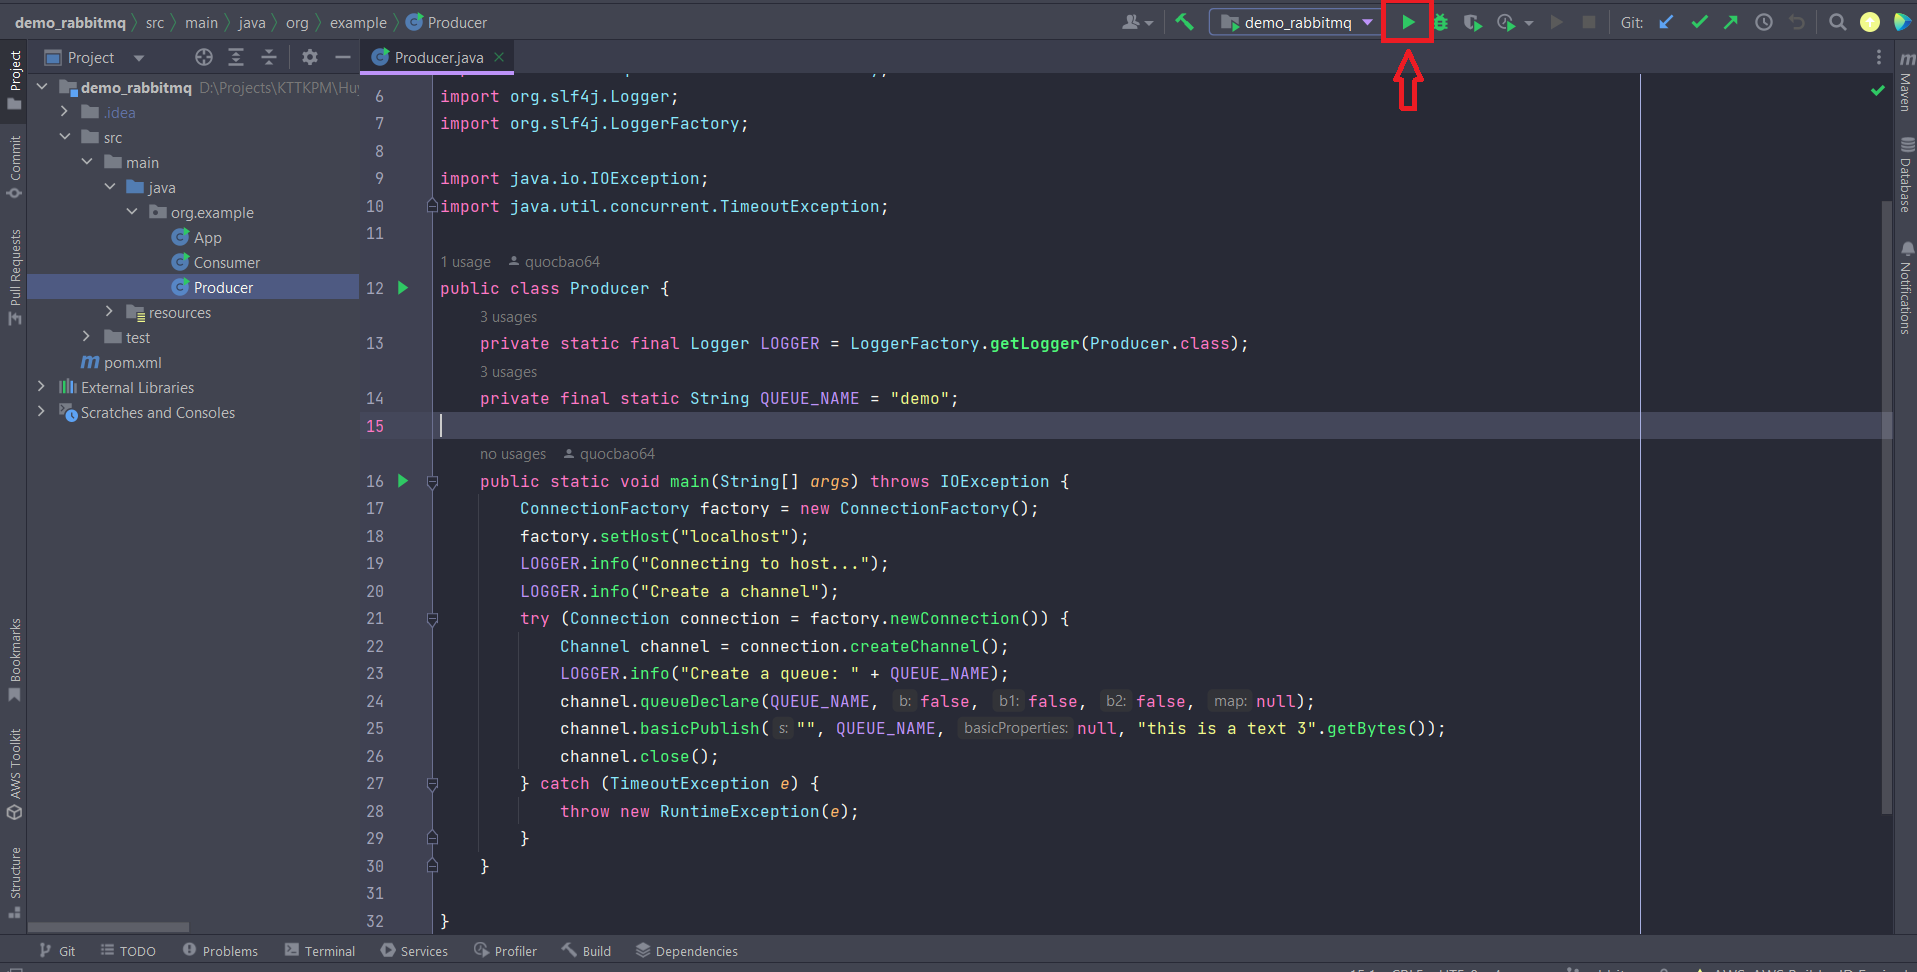 demo_rabbitmq src main java org example Producer
demo_rabbitmq
Git:
Project
Producer.java
Project
Commit
Pull Requests
Bookmarks
AWS Toolkit
Structure
demo_rabbitmq D:\Projects\KTTKPM\Huy
.idea
src
main
java
org.example
App
Consumer
Producer
resources
test
m pom.xml
External Libraries
Scratches and Consoles
6 import org.slf4j.Logger;
7 import org.slf4j.LoggerFactory;
8
9 import java.io.IOException;
10 import java.util.concurrent.TimeoutException;
11
1 usage quocbao64
12 public class Producer {
3 usages
13 private static final Logger LOGGER = LoggerFactory.getLogger(Producer.class);
3 usages
14 private final static String QUEUE_NAME = "demo";
15
no usages quocbao64
16 public static void main(String[] args) throws IOException {
17 ConnectionFactory factory = new ConnectionFactory();
18 factory.setHost("localhost");
19 LOGGER.info("Connecting to host...");
20 LOGGER.info("Create a channel");
21 try (Connection connection = factory.newConnection()) {
22 Channel channel = connection.createChannel();
23 LOGGER.info("Create a queue: " + QUEUE_NAME);
24 channel.queueDeclare(QUEUE_NAME, b: false, b1: false, b2: false, map: null);
25 channel.basicPublish( s: "", QUEUE_NAME, basicProperties: null, "this is a text 3".getBytes());
26 channel.close();
27 } catch (TimeoutException e) {
28 throw new RuntimeException(e);
29 }
30 }
31
32 }
m
Maven
Database
Notifications
Git TODO Problems Terminal Services Profiler Build Dependencies